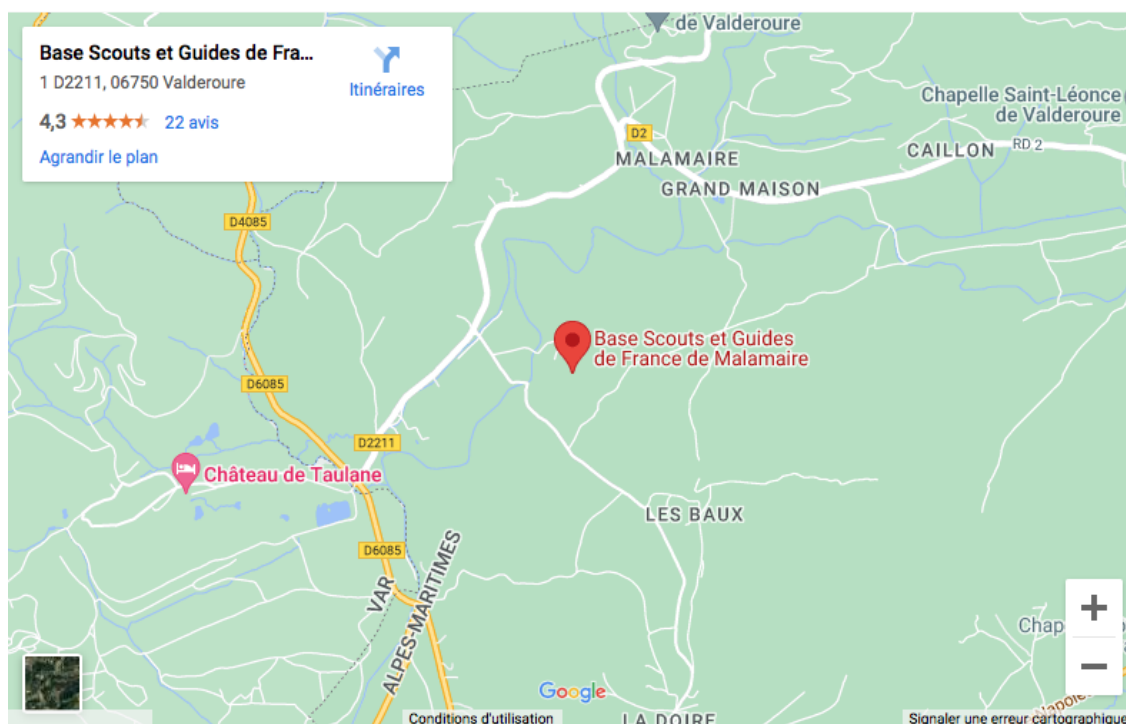 Base Scouts et Guides de Fra...
1 D2211, 06750 Valderoure
4,3
22 avis
Agrandir le plan
Itinéraires
de Valderoure
Chapelle Saint-Léonce
de Valderoure
D2
MALAMAIRE
CAILLON
RD 2
GRAND MAISON
D4085
Base Scouts et Guides
de France de Malamaire
D6085
D2211
Château de Taulane
LES BAUX
D6085
VAR
ALPES-MARITIMES
Chap
+
−
Google
Conditions d'utilisation
LA DOIRE
Signaler une erreur cartographique